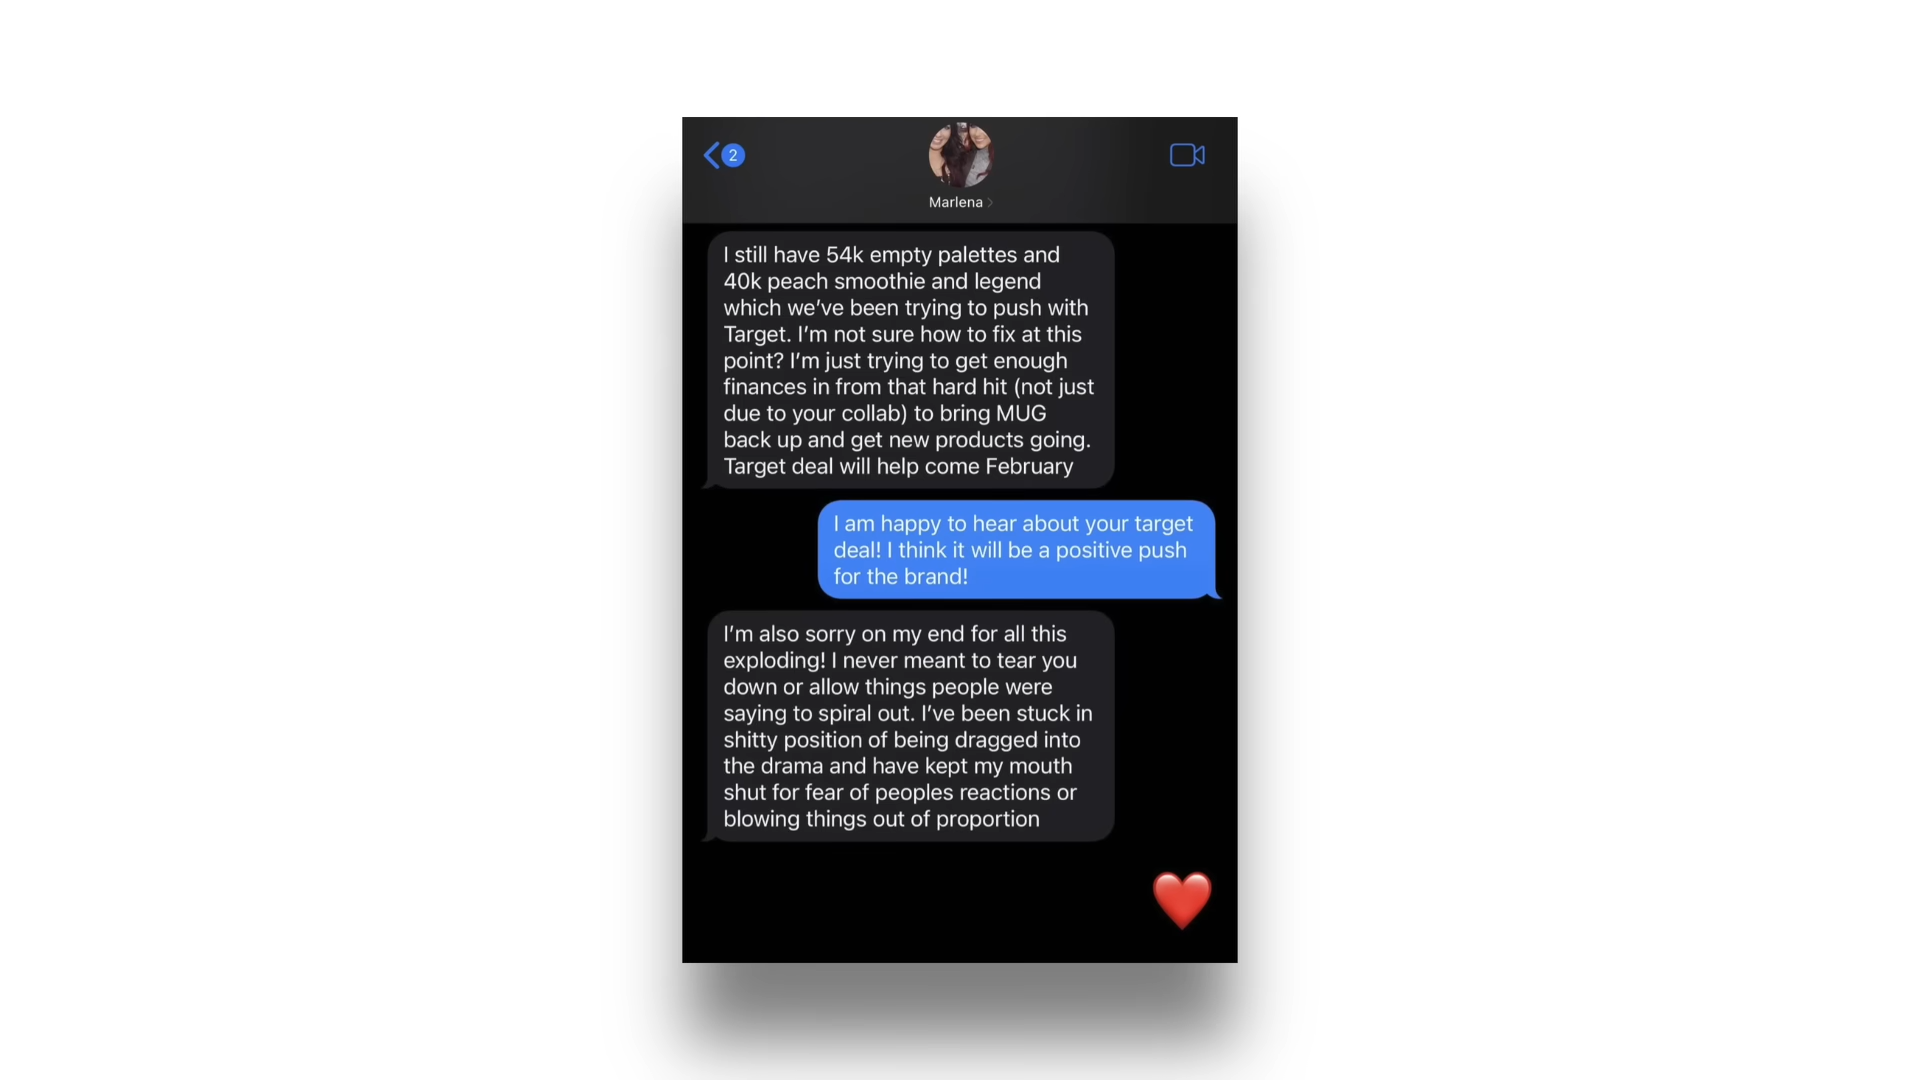 2
Marlena
I still have 54k empty palettes and
40k peach smoothie and legend
which we’ve been trying to push with
Target. I’m not sure how to fix at this
point? I’m just trying to get enough
finances in from that hard hit (not just
due to your collab) to bring MUG
back up and get new products going.
Target deal will help come February
I am happy to hear about your target
deal! I think it will be a positive push
for the brand!
I’m also sorry on my end for all this
exploding! I never meant to tear you
down or allow things people were
saying to spiral out. I’ve been stuck in
shitty position of being dragged into
the drama and have kept my mouth
shut for fear of peoples reactions or
blowing things out of proportion